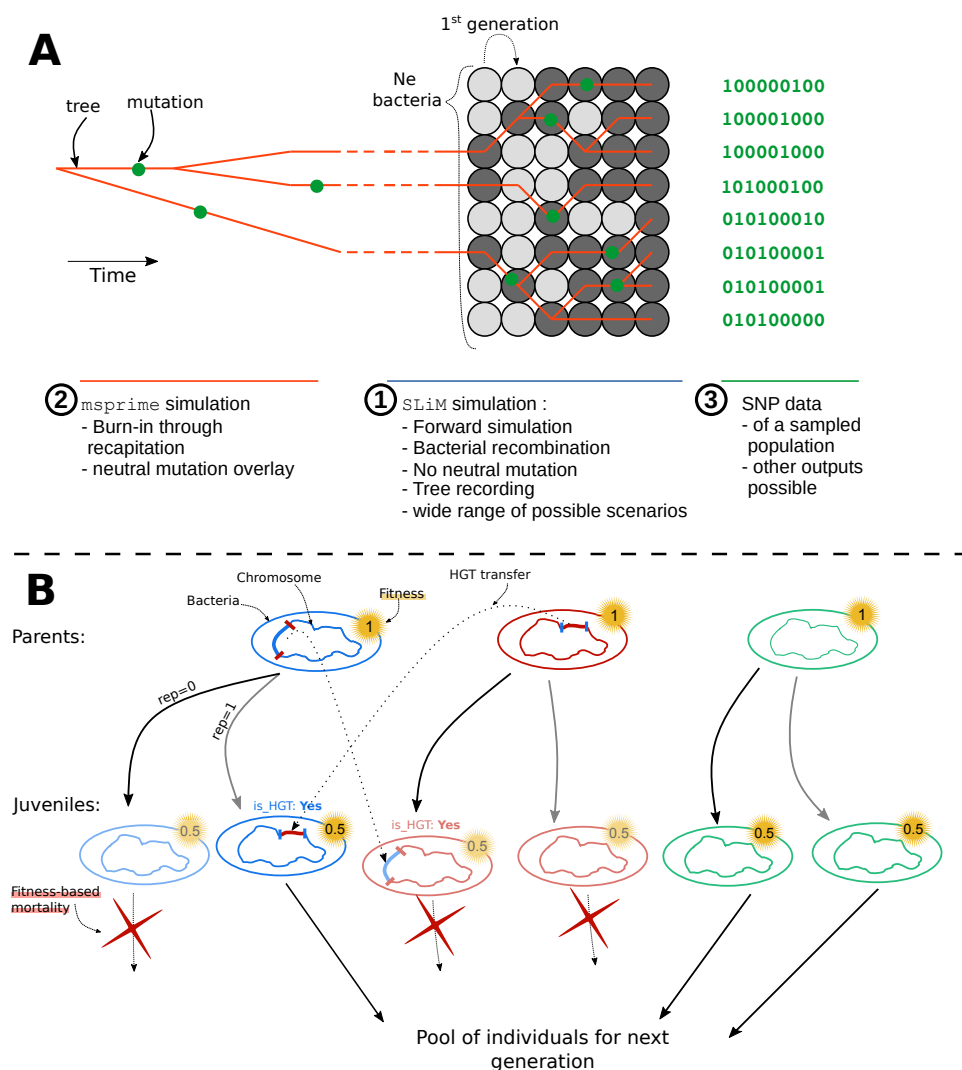 A
1st generation
Ne
bacteria
tree
mutation
Time
100000100
100001000
100001000
101000100
010100010
010100001
010100001
010100000
2
msprime simulation
- Burn-in through
recapitation
- neutral mutation overlay
1
SLiM simulation :
- Forward simulation
- Bacterial recombination
- No neutral mutation
- Tree recording
- wide range of possible scenarios
3
SNP data
- of a sampled
population
- other outputs
possible
B
Chromosome
HGT transfer
Bacteria
Fitness
Parents:
1
1
1
rep=0
rep=1
Juveniles:
is_HGT: Yes
is_HGT: Yes
0.5
0.5
0.5
0.5
0.5
0.5
Fitness-based
mortality
Pool of individuals for next
generation